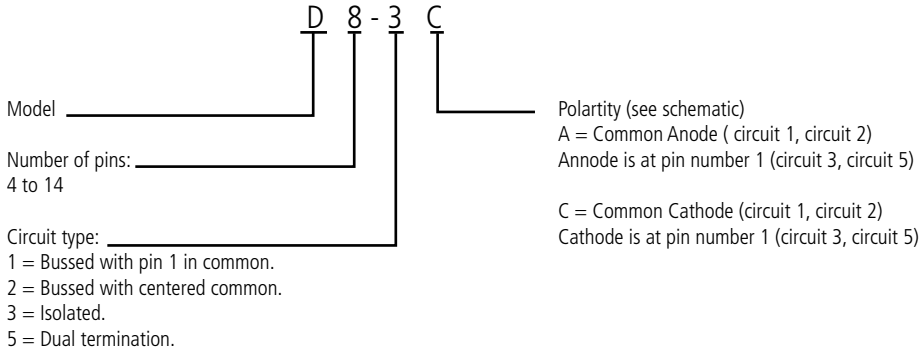 D 8 - 3 C
Model
Number of pins:
4 to 14
Circuit type:
1 = Bussed with pin 1 in common.
2 = Bussed with centered common.
3 = Isolated.
5 = Dual termination.
Polartity (see schematic)
A = Common Anode ( circuit 1, circuit 2)
Annode is at pin number 1 (circuit 3, circuit 5)
C = Common Cathode (circuit 1, circuit 2)
Cathode is at pin number 1 (circuit 3, circuit 5)